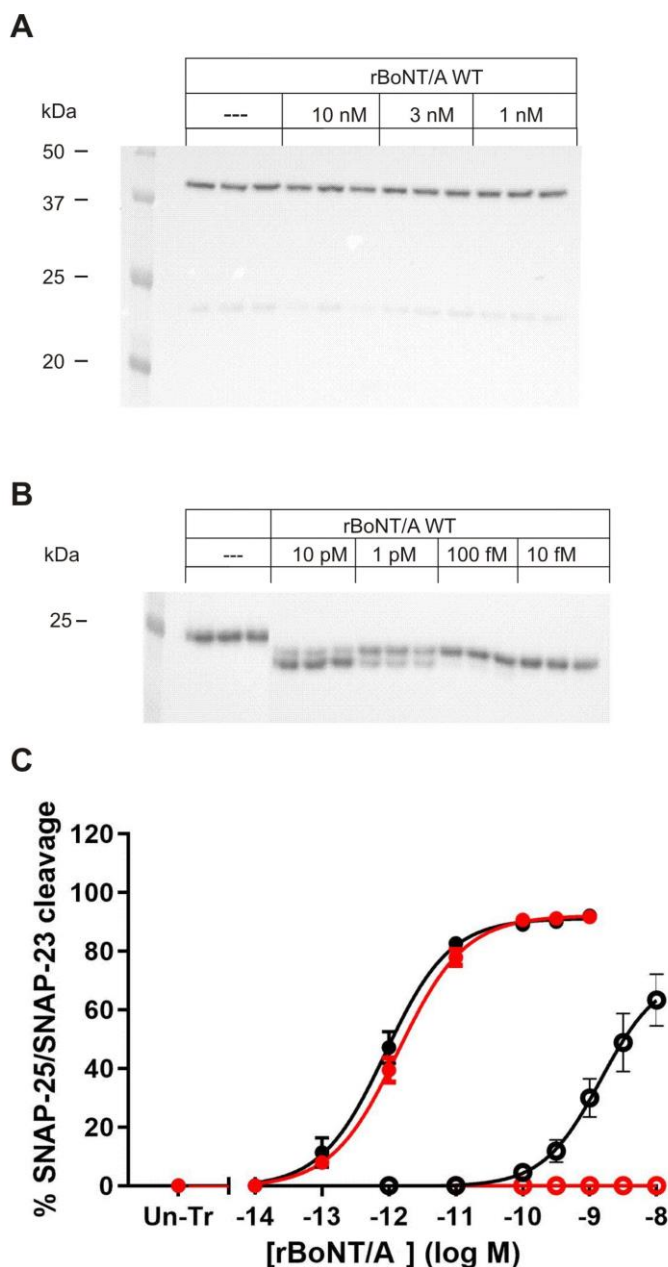 A
rBoNT/A WT
kDa --- 10 nM 3 nM 1 nM
50 –
37 –
25 –
20 –
B
rBoNT/A WT
kDa --- 10 pM 1 pM 100 fM 10 fM
25 –
C
% SNAP-25/SNAP-23 cleavage
120
100
80
60
40
20
0
Un-Tr -14 -13 -12 -11 -10 -9 -8
[rBoNT/A ] (log M)